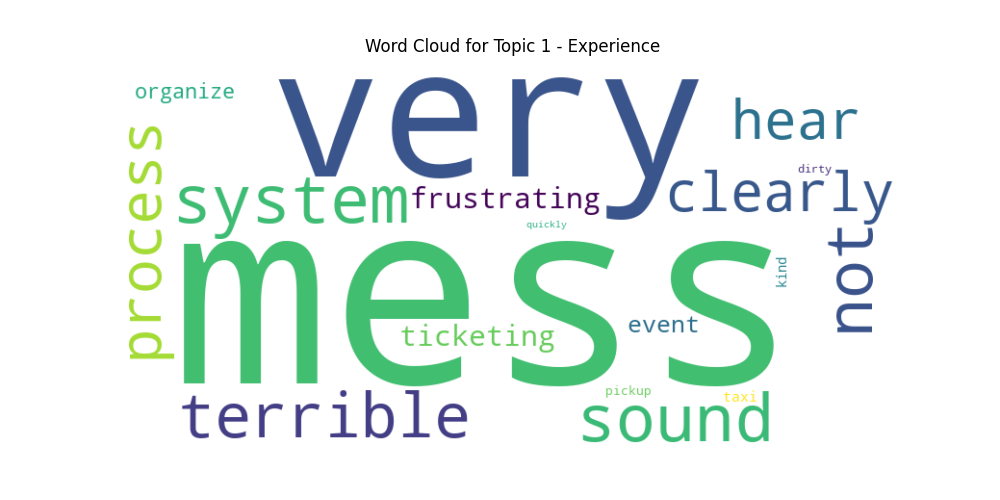 Word Cloud for Topic 1 - Experience
very
organize
hear
process
dirty
system
frustrating
clearly
quickly
not
mess
kind
ticketing
event
pickup
taxi
terrible
sound